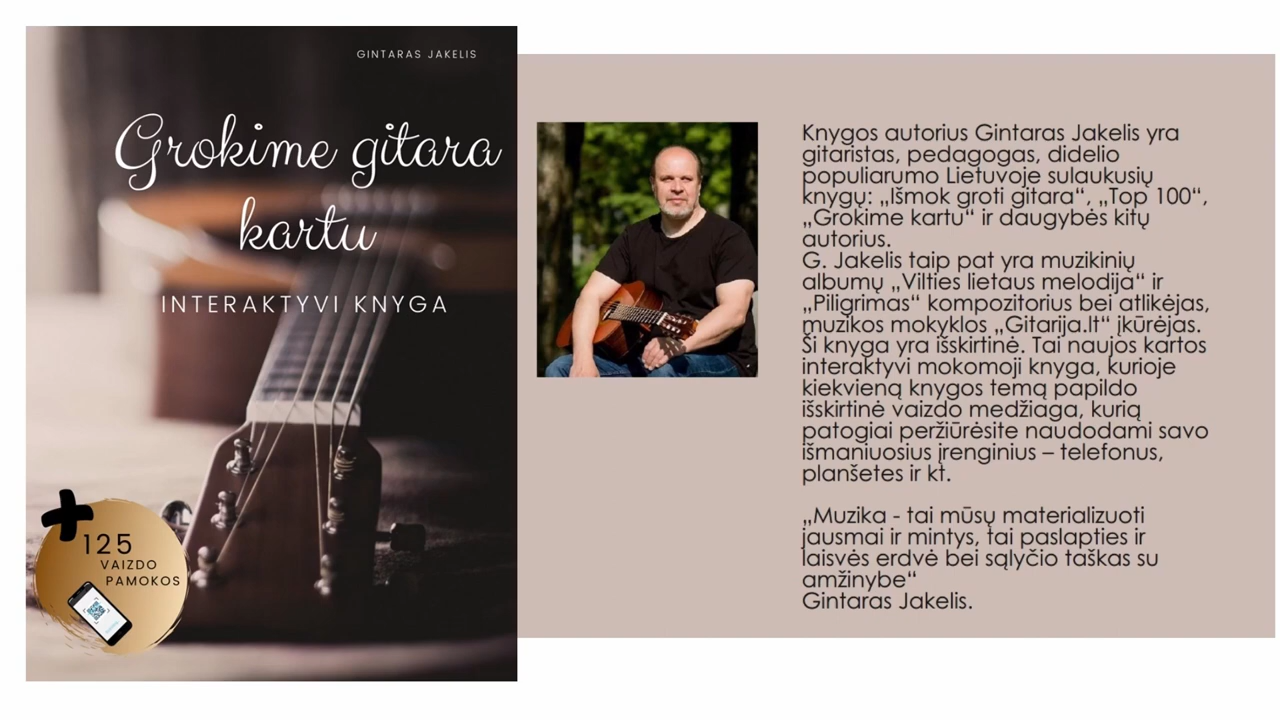 GINTARAS JAKELIS
Grokime gitara
kartu
INTERAKTYVI KNYGA
125
VAIZDO
PAMOKOS
Knygos autorius Gintaras Jakelis yra
gitaristas, pedagogas, didelio
populiarumo Lietuvoje sulaukusių
knygų: „Išmok groti gitara“, „Top 100“,
„Grokime kartu“ ir daugybės kitų
autorius.
G. Jakelis taip pat yra muzikinių
albumų „Vilties lietaus melodija“ ir
„Piligrimas“ kompozitorius bei atlikėjas,
muzikos mokyklos „Gitarija.lt“ įkūrėjas.
Ši knyga yra išskirtinė. Tai naujos kartos
interaktyvi mokomoji knyga, kurioje
kiekvieną knygos temą papildo
išskirtinė vaizdo medžiaga, kurią
patogiai peržiūrėsite naudodami savo
išmaniuosius įrenginius – telefonus,
planšetes ir kt.
„Muzika - tai mūsų materializuoti
jausmai ir mintys, tai paslapties ir
laisvės erdvė bei sąlyčio taškas su
amžinybe“
Gintaras Jakelis.